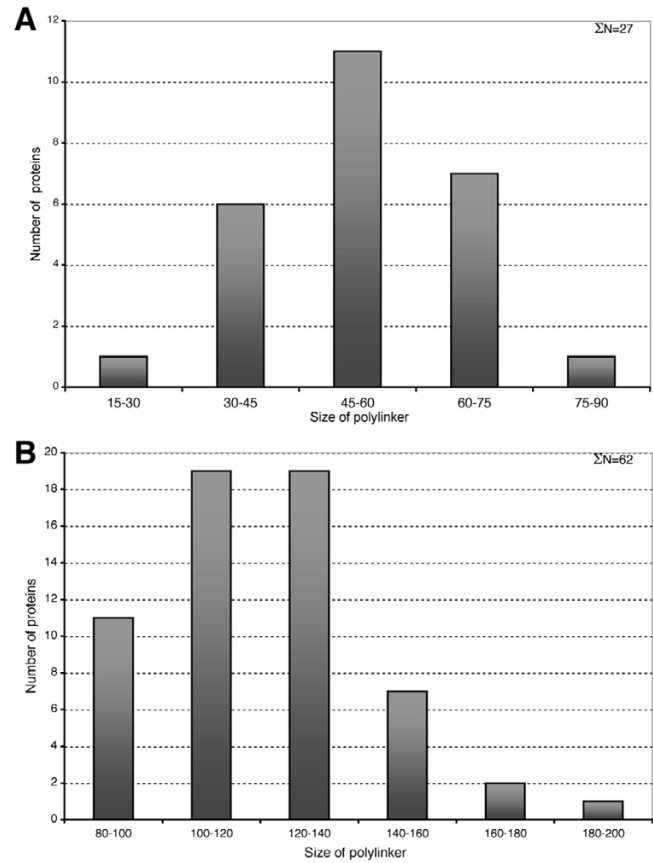 A
ΣN=27
12
10
8
6
4
2
0
Number of proteins
15-30 30-45 45-60 60-75 75-90
Size of polylinker
B
ΣN=62
20
18
16
14
12
10
8
6
4
2
0
Number of proteins
80-100 100-120 120-140 140-160 160-180 180-200
Size of polylinker